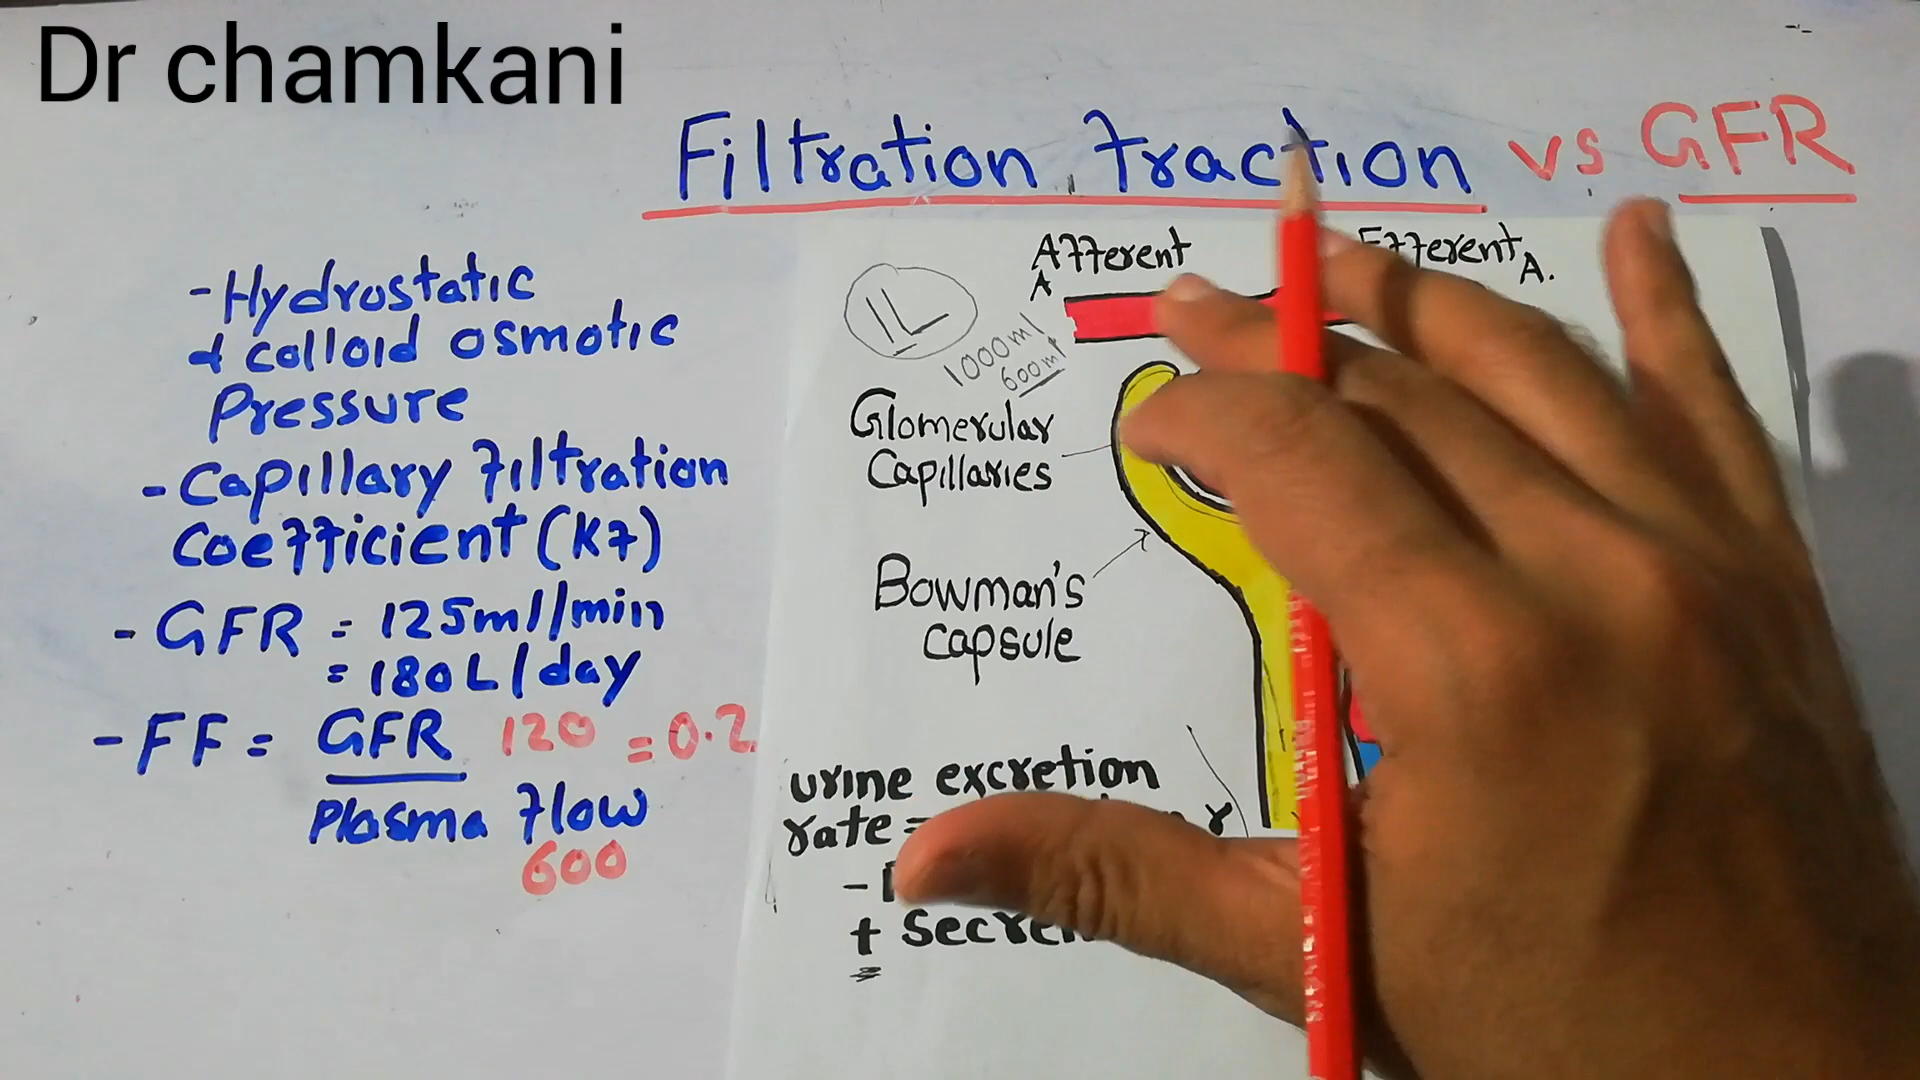 Dr chamkani
Filtration fraction vs GFR
- Hydrostatic
& colloid osmotic
Pressure
- Capillary filtration
coefficient (Kf)
- GFR = 125ml/min
= 180L/day
- FF = GFR 120 = 0.2
Plasma flow
600
Afferent
A
Efferent
A.
1L
1000ml
600ml
Glomerular
Capillaries
Bowman's
capsule
urine excretion
rate =
-
+ Secre